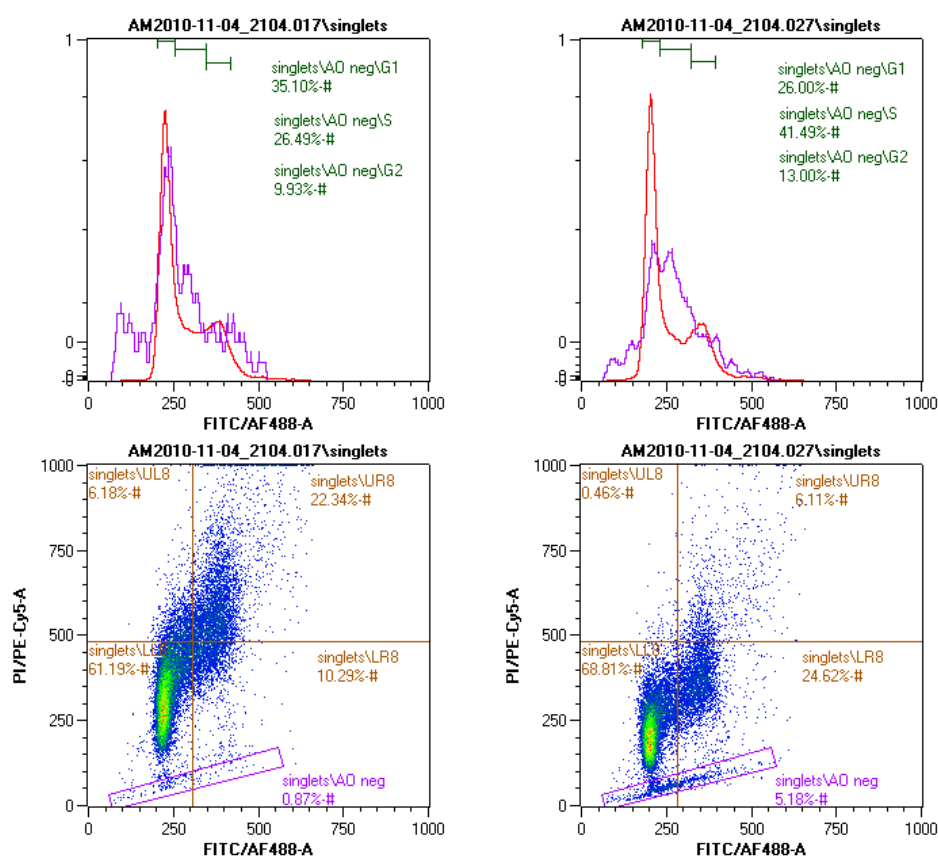 AM2010-11-04_2104.017\singlets
1
0
0
singlets\AO neg\G1
35.10%-#
singlets\AO neg\S
26.49%-#
singlets\AO neg\G2
9.93%-#
0 250 500 750 1000
FITC/AF488-A
AM2010-11-04_2104.027\singlets
1
0
0
singlets\AO neg\G1
26.00%-#
singlets\AO neg\S
41.49%-#
singlets\AO neg\G2
13.00%-#
0 250 500 750 1000
FITC/AF488-A
AM2010-11-04_2104.017\singlets
PI/PE-Cy5-A
1000
750
500
250
0
singlets\UL8
6.18%-#
singlets\UR8
22.34%-#
61.19%-#
singlets\LR8
10.29%-#
singlets\AO neg
0.87%-#
0 250 500 750 1000
FITC/AF488-A
AM2010-11-04_2104.027\singlets
PI/PE-Cy5-A
1000
750
500
250
0
singlets\UL8
0.46%-#
singlets\UR8
6.11%-#
singlets\LL8
68.81%-#
singlets\LR8
24.62%-#
singlets\AO neg
5.18%-#
0 250 500 750 1000
FITC/AF488-A